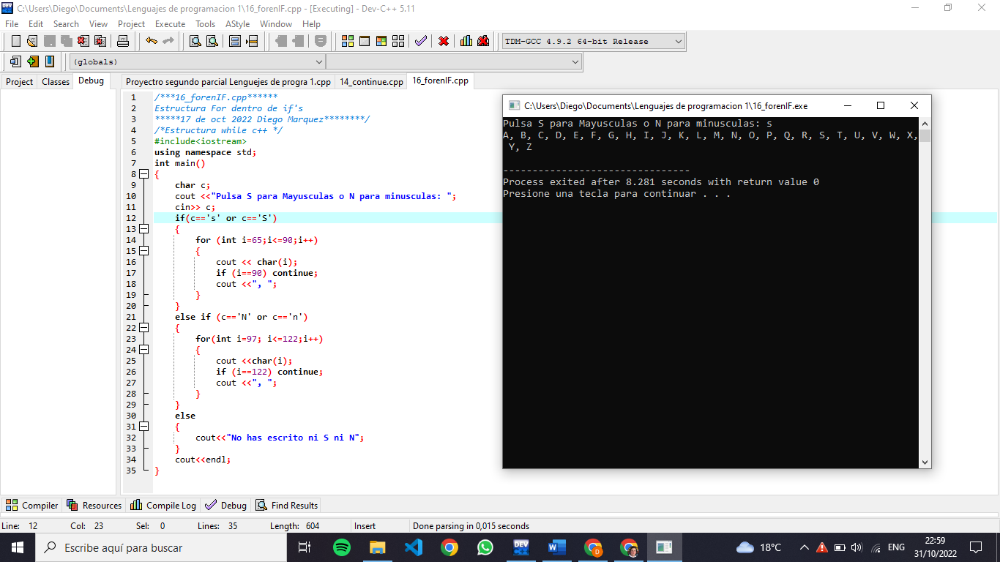 C:\Users\Diego\Documents\Lenguajes de programacion 1\16_forenIF.cpp - [Executing] - Dev-C++ 5.11
File Edit Search View Project Execute Tools AStyle Window Help
TDM-GCC 4.9.2 64-bit Release
(globals)
Project Classes Debug
Proyectro segundo parcial Lenguejes de progra 1.cpp 14_continue.cpp 16_forenIF.cpp
1 /***16_forenIF.cpp******
2 Estructura For dentro de if's
3 *****17 de oct 2022 Diego Marquez********/
4 /*Estructura while c++ */
5 #include<iostream>
6 using namespace std;
7 int main()
8 {
9 char c;
10 cout <<"Pulsa S para Mayusculas o N para minusculas: ";
11 cin>> c;
12 if(c=='s' or c=='S')
13 {
14 for (int i=65;i<=90;i++)
15 {
16 cout << char(i);
17 if (i==90) continue;
18 cout <<", ";
19 }
20 }
21 else if (c=='N' or c=='n')
22 {
23 for(int i=97; i<=122;i++)
24 {
25 cout <<char(i);
26 if (i==122) continue;
27 cout <<", ";
28 }
29 }
30 else
31 {
32 cout<<"No has escrito ni S ni N";
33 }
34 cout<<endl;
35 }
C:\Users\Diego\Documents\Lenguajes de programacion 1\16_forenIF.exe
Pulsa S para Mayusculas o N para minusculas: s
A, B, C, D, E, F, G, H, I, J, K, L, M, N, O, P, Q, R, S, T, U, V, W, X,
Y, Z
--------------------------------
Process exited after 8.281 seconds with return value 0
Presione una tecla para continuar . . .
Compiler Resources Compile Log Debug Find Results
Line: 12 Col: 23 Sel: 0 Lines: 35 Length: 604 Insert Done parsing in 0,015 seconds
Escribe aquí para buscar
18°C ENG
22:59
31/10/2022